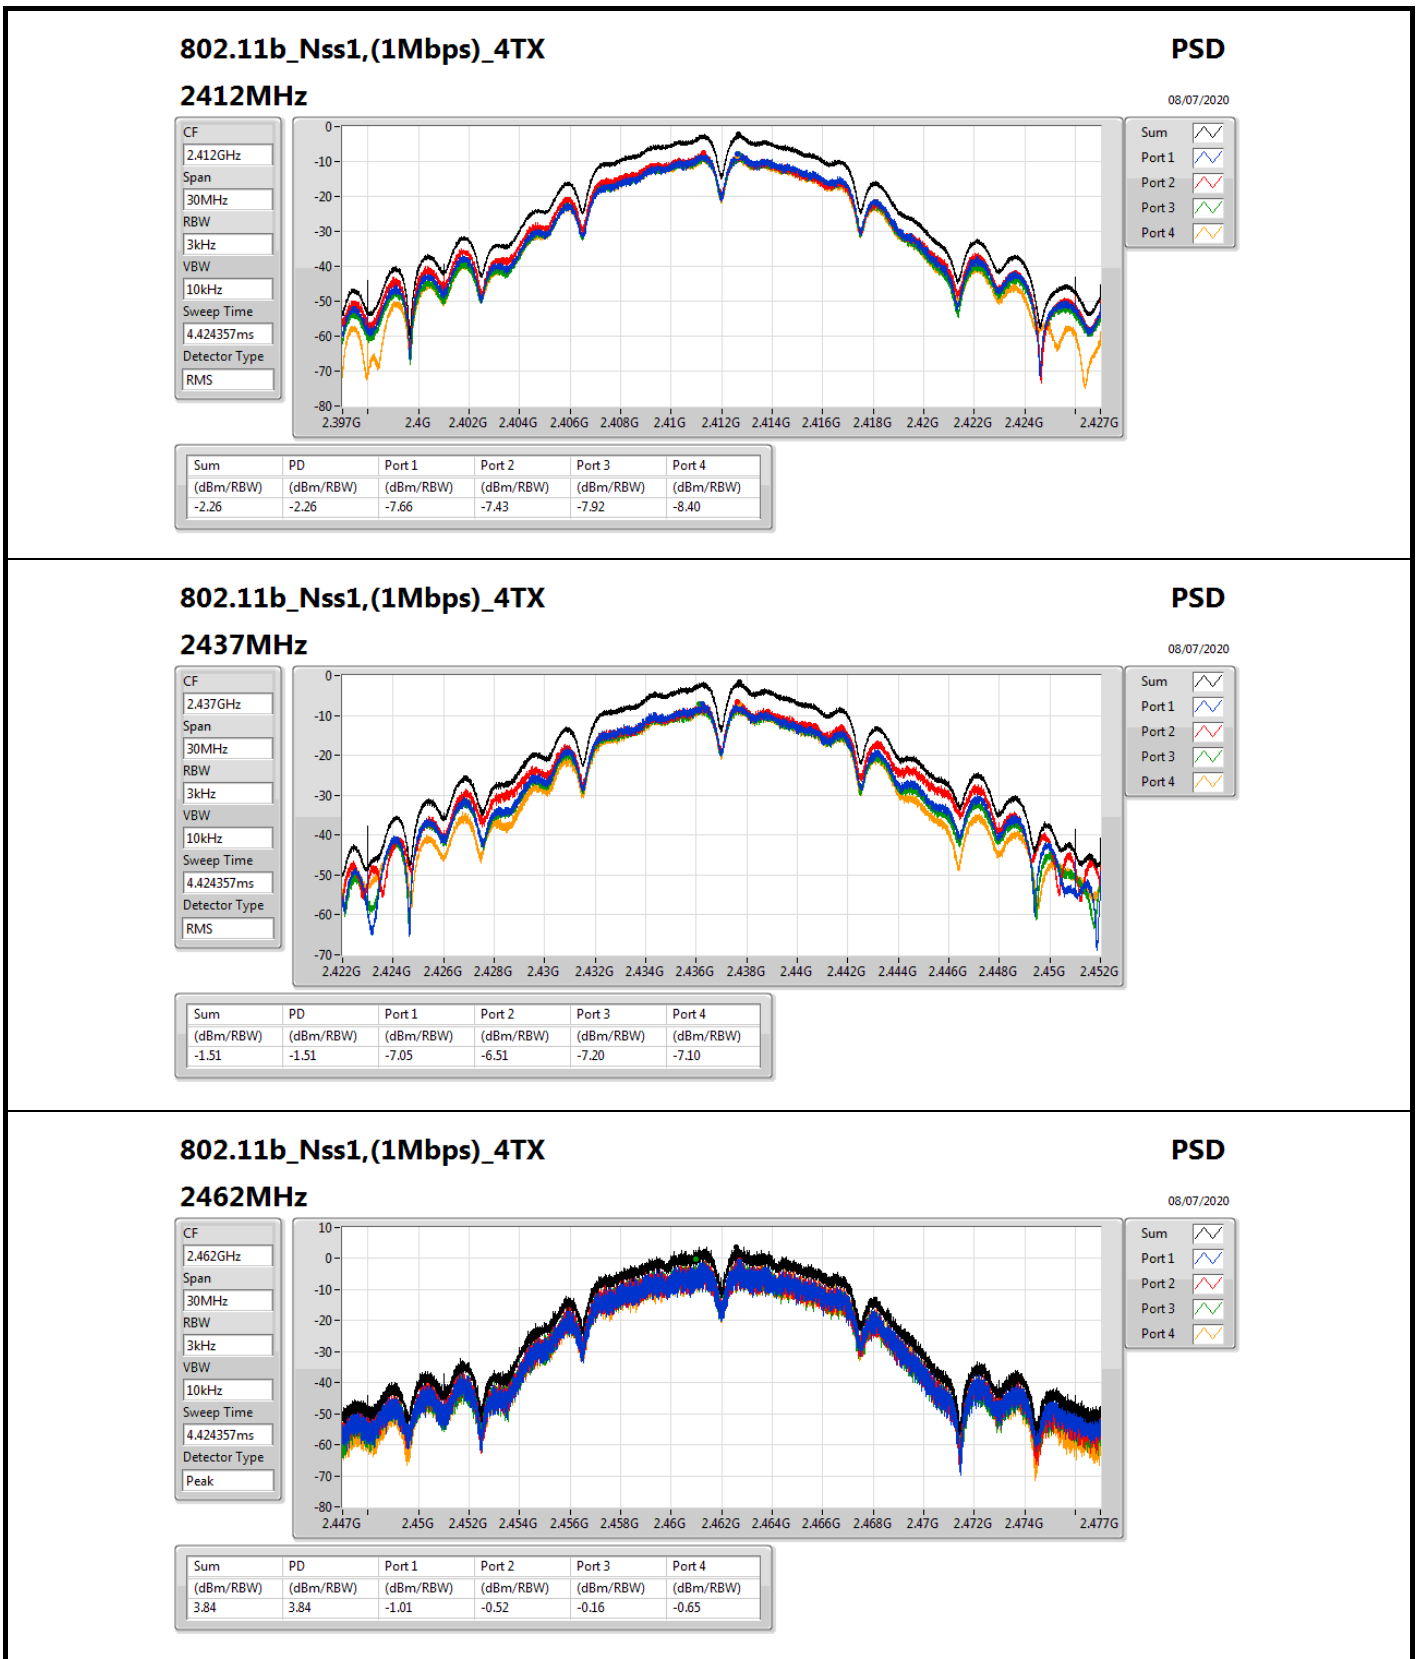 802.11b_Nss1,(1Mbps)_4TX PSD
2412MHz 08/07/2020
CF
2.412GHz
Span
30MHz
RBW
3kHz
VBW
10kHz
Sweep Time
4.424357ms
Detector Type
RMS
0
-10
-20
-30
-40
-50
-60
-70
-80
2.397G 2.4G 2.402G 2.404G 2.406G 2.408G 2.41G 2.412G 2.414G 2.416G 2.418G 2.42G 2.422G 2.424G 2.427G
Sum
Port 1
Port 2
Port 3
Port 4
Sum PD Port 1 Port 2 Port 3 Port 4
(dBm/RBW) (dBm/RBW) (dBm/RBW) (dBm/RBW) (dBm/RBW) (dBm/RBW)
-2.26 -2.26 -7.66 -7.43 -7.92 -8.40
802.11b_Nss1,(1Mbps)_4TX PSD
2437MHz 08/07/2020
CF
2.437GHz
Span
30MHz
RBW
3kHz
VBW
10kHz
Sweep Time
4.424357ms
Detector Type
RMS
0
-10
-20
-30
-40
-50
-60
-70
2.422G 2.424G 2.426G 2.428G 2.43G 2.432G 2.434G 2.436G 2.438G 2.44G 2.442G 2.444G 2.446G 2.448G 2.45G 2.452G
Sum
Port 1
Port 2
Port 3
Port 4
Sum PD Port 1 Port 2 Port 3 Port 4
(dBm/RBW) (dBm/RBW) (dBm/RBW) (dBm/RBW) (dBm/RBW) (dBm/RBW)
-1.51 -1.51 -7.05 -6.51 -7.20 -7.10
802.11b_Nss1,(1Mbps)_4TX PSD
2462MHz 08/07/2020
CF
2.462GHz
Span
30MHz
RBW
3kHz
VBW
10kHz
Sweep Time
4.424357ms
Detector Type
Peak
10
0
-10
-20
-30
-40
-50
-60
-70
-80
2.447G 2.45G 2.452G 2.454G 2.456G 2.458G 2.46G 2.462G 2.464G 2.466G 2.468G 2.47G 2.472G 2.474G 2.477G
Sum
Port 1
Port 2
Port 3
Port 4
Sum PD Port 1 Port 2 Port 3 Port 4
(dBm/RBW) (dBm/RBW) (dBm/RBW) (dBm/RBW) (dBm/RBW) (dBm/RBW)
3.84 3.84 -1.01 -0.52 -0.16 -0.65